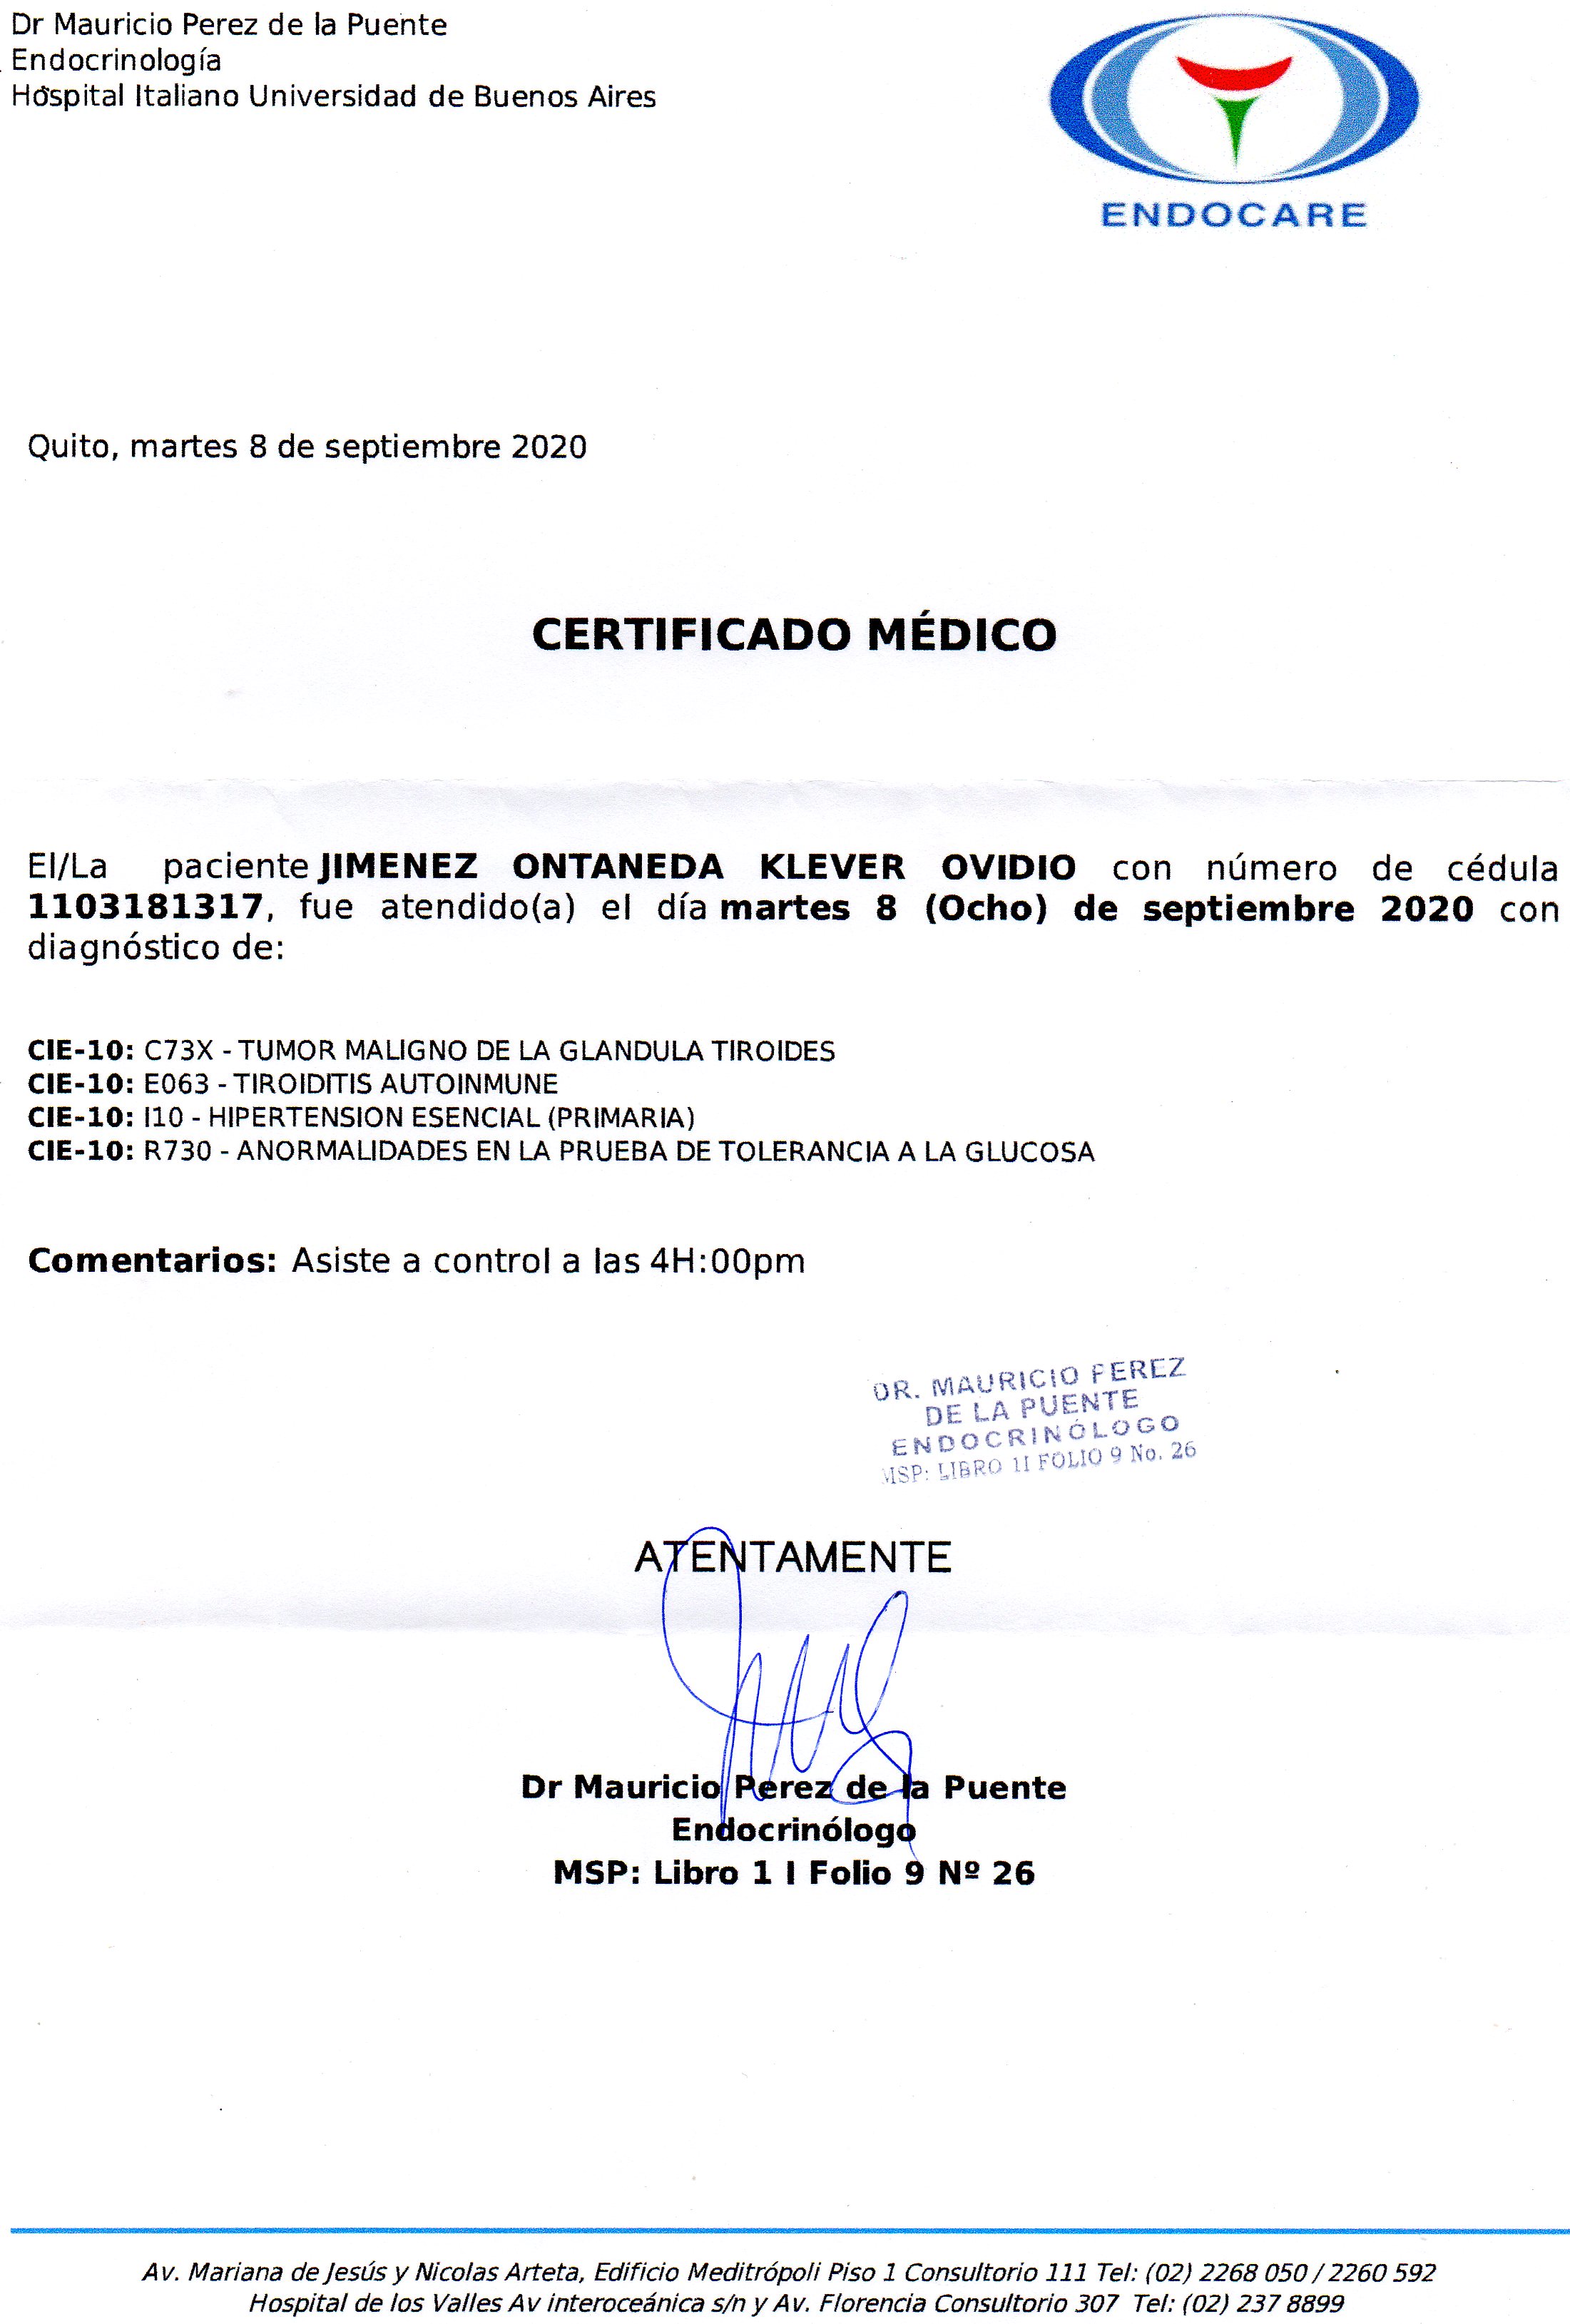 Dr Mauricio Perez de la Puente
Endocrinología
Hospital Italiano Universidad de Buenos Aires
ENDOCARE
Quito, martes 8 de septiembre 2020
CERTIFICADO MÉDICO
El/La paciente JIMENEZ ONTANEDA KLEVER OVIDIO con número de cédula
1103181317, fue atendido(a) el día martes 8 (Ocho) de septiembre 2020 con
diagnóstico de:
CIE-10: C73X - TUMOR MALIGNO DE LA GLANDULA TIROIDES
CIE-10: E063 - TIROIDITIS AUTOINMUNE
CIE-10: I10 - HIPERTENSION ESENCIAL (PRIMARIA)
CIE-10: R730 - ANORMALIDADES EN LA PRUEBA DE TOLERANCIA A LA GLUCOSA
Comentarios: Asiste a control a las 4H:00pm
DR. MAURICIO PEREZ
DE LA PUENTE
ENDOCRINÓLOGO
MSP: LIBRO 1I FOLIO 9 No. 26
ATENTAMENTE
Dr Mauricio Perez de la Puente
Endocrinólogo
MSP: Libro 1 I Folio 9 Nº 26
Av. Mariana de Jesús y Nicolas Arteta, Edificio Meditrópoli Piso 1 Consultorio 111 Tel: (02) 2268 050 / 2260 592
Hospital de los Valles Av interoceánica s/n y Av. Florencia Consultorio 307 Tel: (02) 237 8899